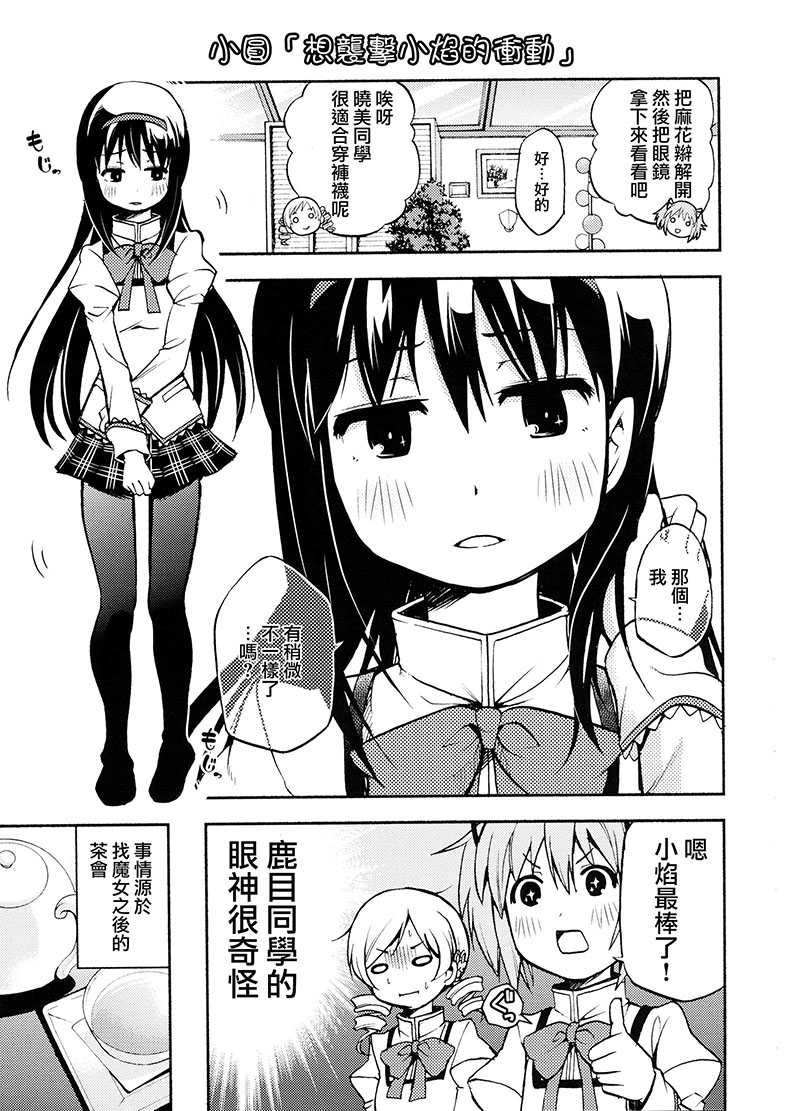 小圓「想襲擊小焰的衝動」
把麻花辮解開
然後把眼鏡
拿下來看看吧
好…好的
唉呀
曉美同學
很適合穿褲襪呢
もじっ
那個…
我
有稍微
不一樣了
…嗎？
もじっ
嗯
小焰最棒了！
ぐっ
鹿目同學的
眼神很奇怪
事情源於
找魔女之後的
茶會